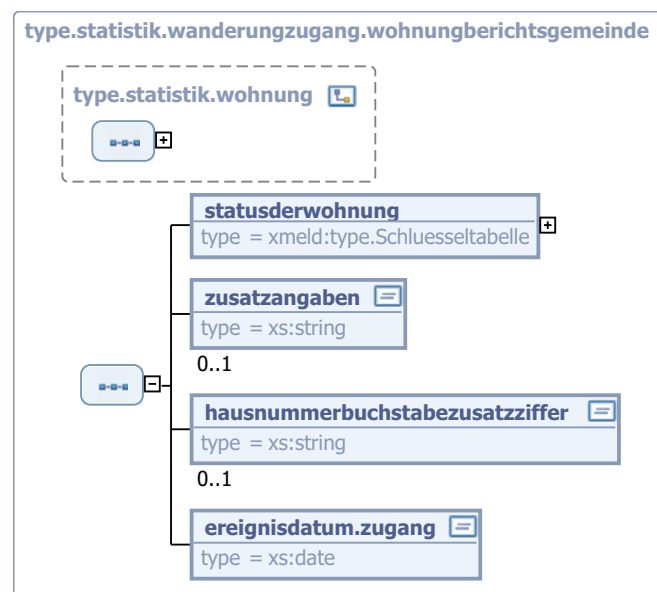 type.statistik.wanderungzugang.wohnungberichtsgemeinde
type.statistik.wohnung
statusderwohnung
type = xmeld:type.Schluesseltabelle
zusatzangaben
type = xs:string
0..1
hausnummerbuchstabezusatzziffer
type = xs:string
0..1
ereignisdatum.zugang
type = xs:date